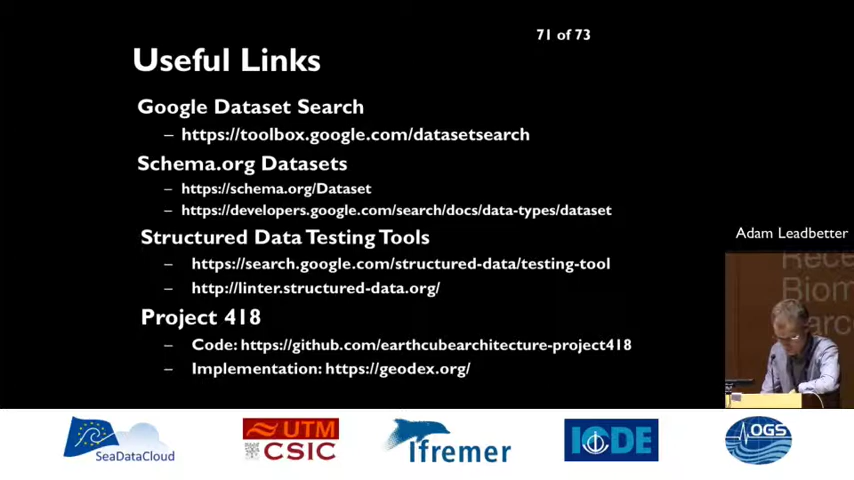 71 of 73
Useful Links
Google Dataset Search
– https://toolbox.google.com/datasetsearch
Schema.org Datasets
– https://schema.org/Dataset
– https://developers.google.com/search/docs/data-types/dataset
Structured Data Testing Tools
– https://search.google.com/structured-data/testing-tool
– http://linter.structured-data.org/
Project 418
– Code: https://github.com/earthcubearchitecture-project418
– Implementation: https://geodex.org/
Adam Leadbetter
Rece
Biom
arc
SeaDataCloud
UTM
CSIC
Ifremer
IODE
OGS